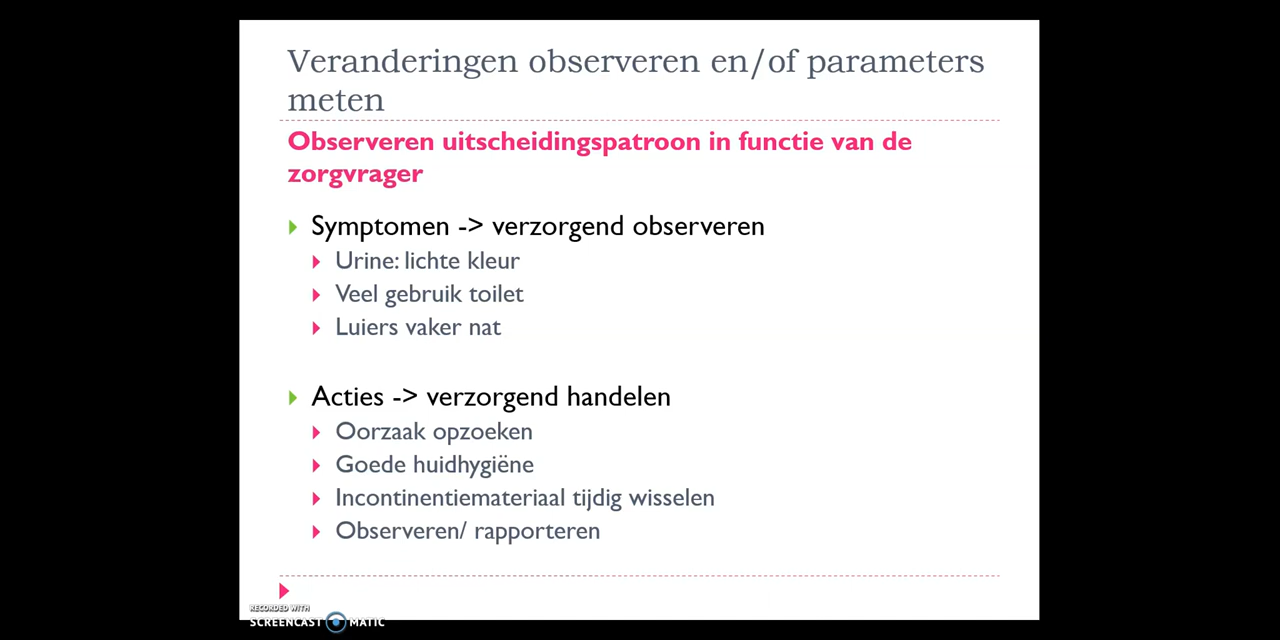 Veranderingen observeren en/of parameters
meten
Observeren uitscheidingspatroon in functie van de
zorgvrager
Symptomen -> verzorgend observeren
Urine: lichte kleur
Veel gebruik toilet
Luiers vaker nat
Acties -> verzorgend handelen
Oorzaak opzoeken
Goede huidhygiëne
Incontinentiemateriaal tijdig wisselen
Observeren/ rapporteren
RECORDED WITH
SCREENCAST MATIC